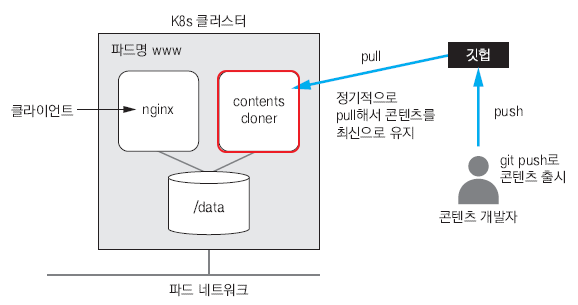 K8s 클러스터
파드명 www
클라이언트
nginx
contents
cloner
/data
파드 네트워크
pull
정기적으로
pull해서 콘텐츠를
최신으로 유지
깃헙
push
git push로
콘텐츠 출시
콘텐츠 개발자